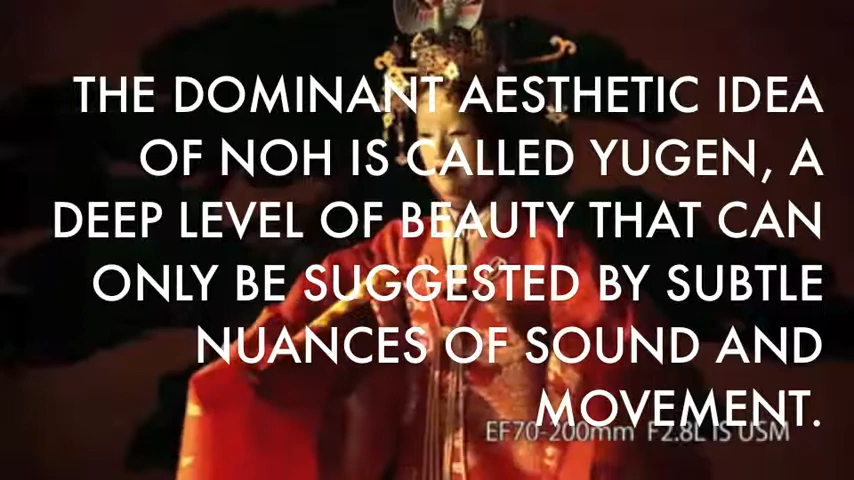 THE DOMINANT AESTHETIC IDEA
OF NOH IS CALLED YUGEN, A
DEEP LEVEL OF BEAUTY THAT CAN
ONLY BE SUGGESTED BY SUBTLE
NUANCES OF SOUND AND
MOVEMENT.
EF70-200mm F2.8L IS USM